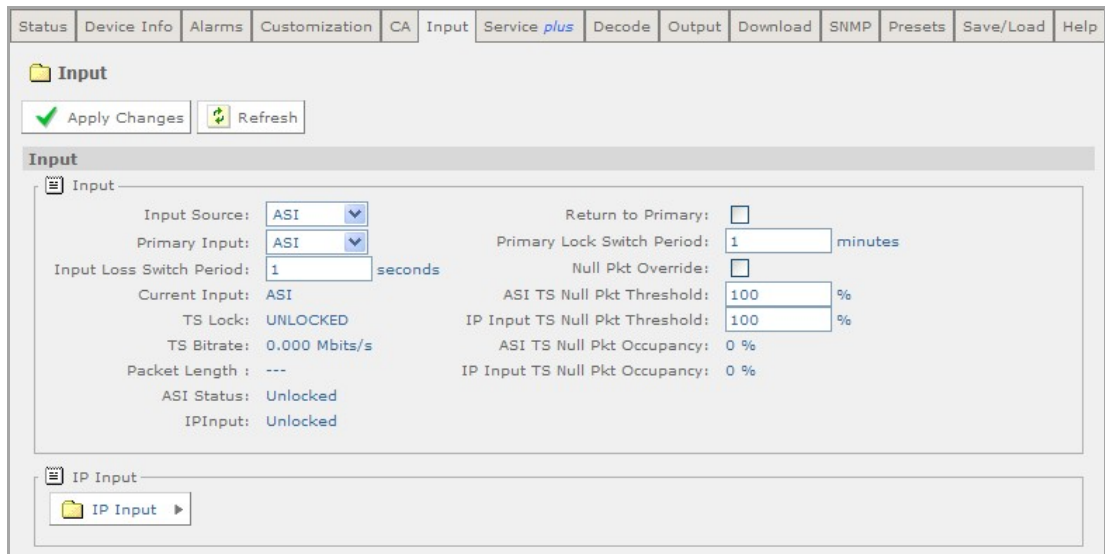 Status Device Info Alarms Customization CA Input Service plus Decode Output Download SNMP Presets Save/Load Help
Input
Apply Changes Refresh
Input
Input
Input Source: ASI Return to Primary:
Primary Input: ASI Primary Lock Switch Period: 1 minutes
Input Loss Switch Period: 1 seconds Null Pkt Override:
Current Input: ASI ASI TS Null Pkt Threshold: 100 %
TS Lock: UNLOCKED IP Input TS Null Pkt Threshold: 100 %
TS Bitrate: 0.000 Mbits/s ASI TS Null Pkt Occupancy: 0 %
Packet Length : --- IP Input TS Null Pkt Occupancy: 0 %
ASI Status: Unlocked
IPInput: Unlocked
IP Input
IP Input